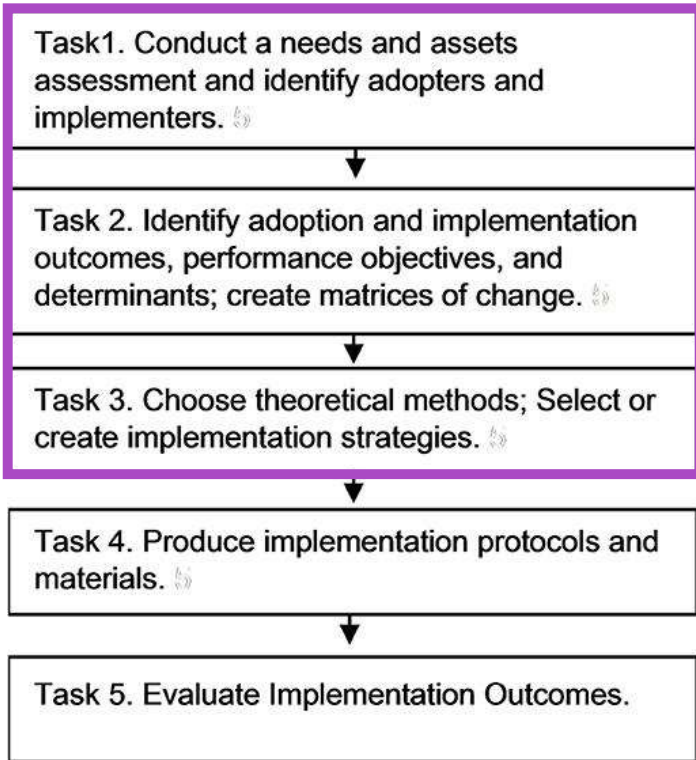 Task1. Conduct a needs and assets
assessment and identify adopters and
implementers.
Task 2. Identify adoption and implementation
outcomes, performance objectives, and
determinants; create matrices of change.
Task 3. Choose theoretical methods; Select or
create implementation strategies.
Task 4. Produce implementation protocols and
materials.
Task 5. Evaluate Implementation Outcomes.